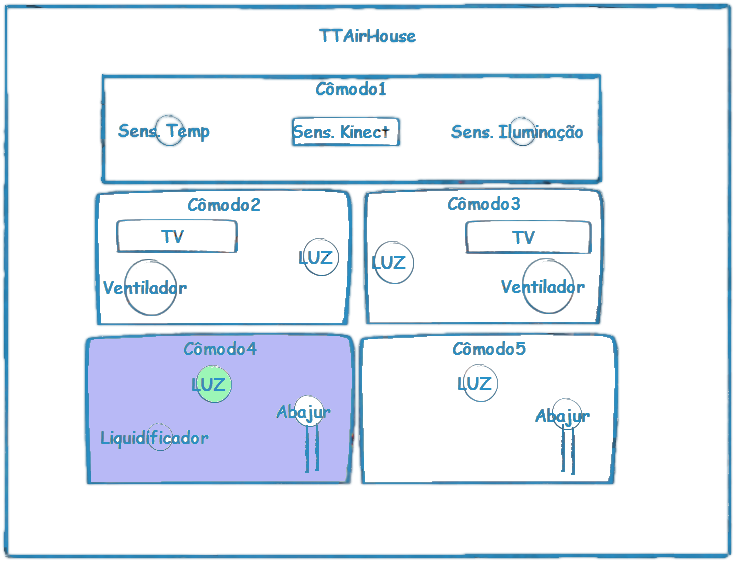 TTAirHouse
Cômodo1
Sens. Temp
Sens. Kinect
Sens. Iluminação
Cômodo2
TV
LUZ
Ventilador
Cômodo3
TV
LUZ
Ventilador
Cômodo4
LUZ
Abajur
Liquidificador
Cômodo5
LUZ
Abajur